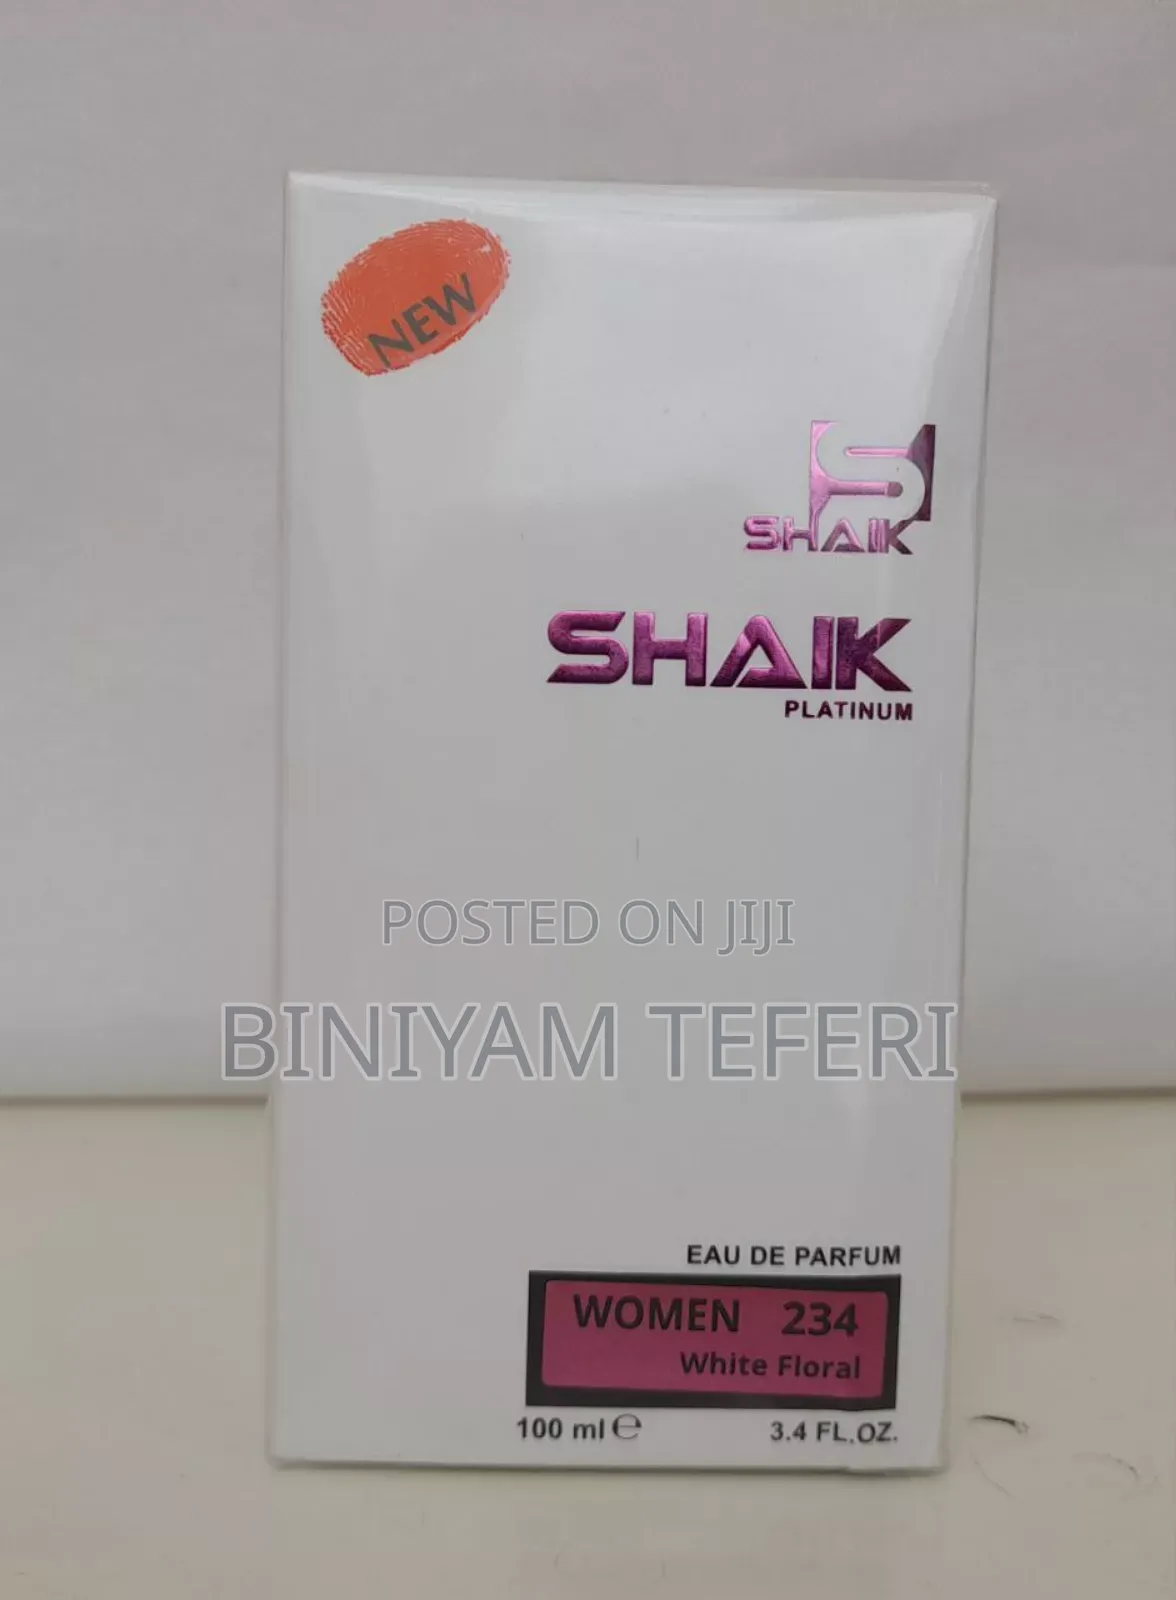 NEW
SHAIK
SHAIK
PLATINUM
POSTED ON JIJI
BINIYAM TEFERI
EAU DE PARFUM
WOMEN 234
White Floral
100 ml ℮ 3.4 FL.OZ.